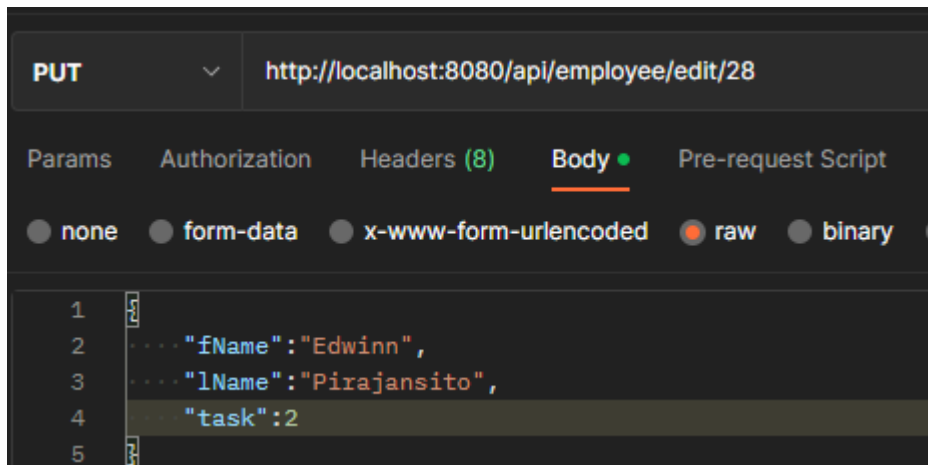 PUT http://localhost:8080/api/employee/edit/28
Params Authorization Headers (8) Body Pre-request Script
none form-data x-www-form-urlencoded raw binary
1 {
2 ····"fName":"Edwinn",
3 ····"lName":"Pirajansito",
4 ····"task":2
5 }